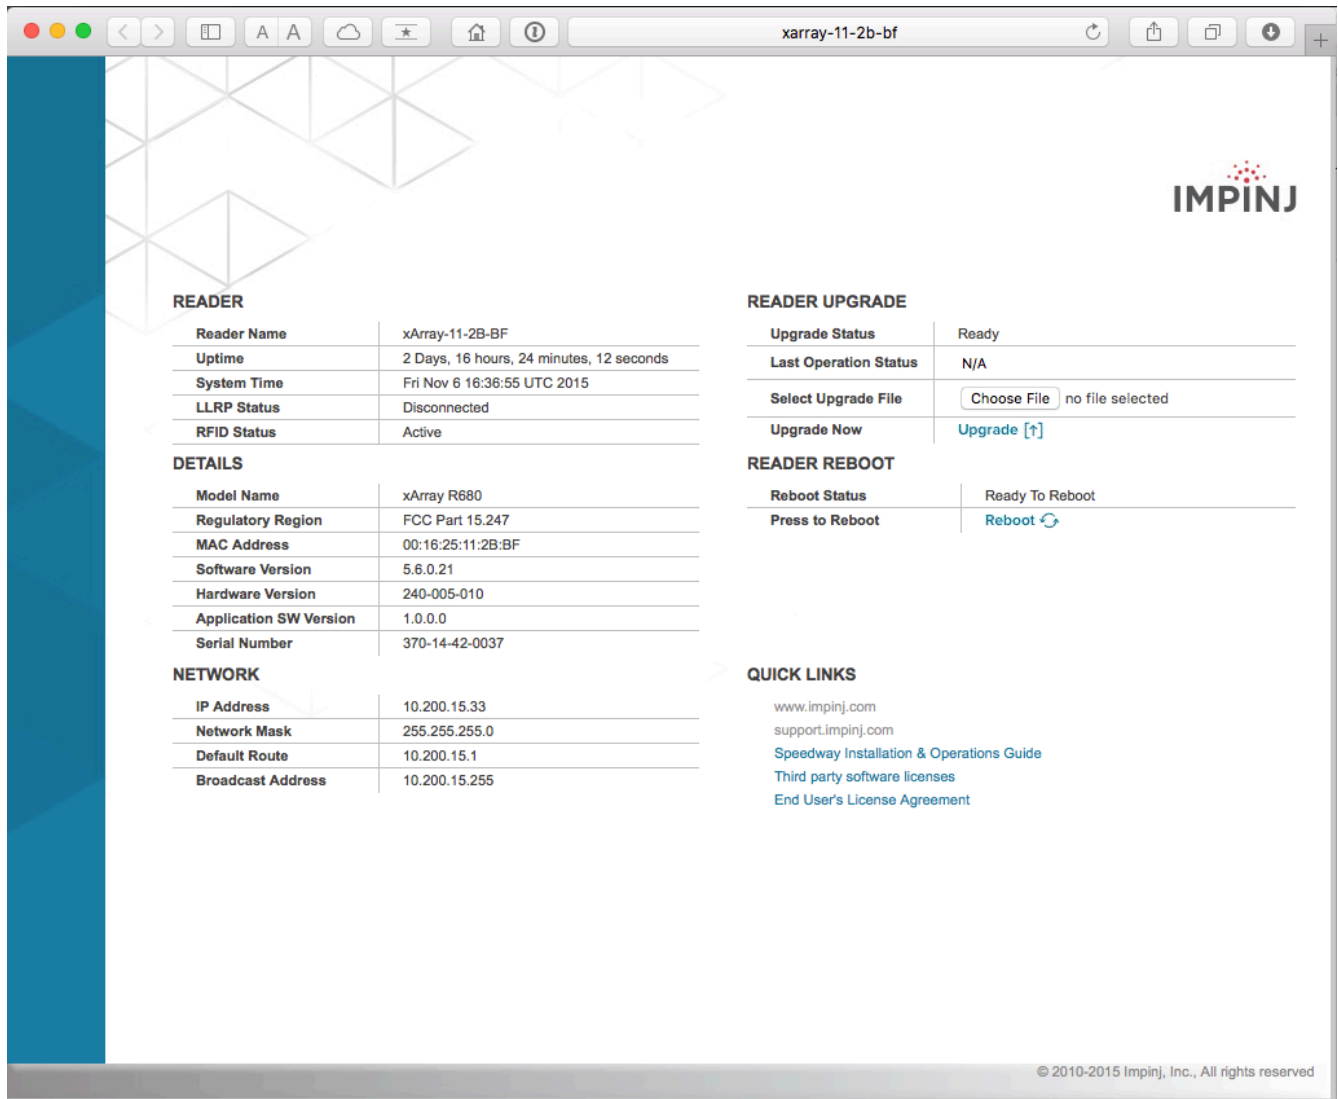 A A
xarray-11-2b-bf
IMPINJ
READER
Reader Name xArray-11-2B-BF
Uptime 2 Days, 16 hours, 24 minutes, 12 seconds
System Time Fri Nov 6 16:36:55 UTC 2015
LLRP Status Disconnected
RFID Status Active
DETAILS
Model Name xArray R680
Regulatory Region FCC Part 15.247
MAC Address 00:16:25:11:2B:BF
Software Version 5.6.0.21
Hardware Version 240-005-010
Application SW Version 1.0.0.0
Serial Number 370-14-42-0037
NETWORK
IP Address 10.200.15.33
Network Mask 255.255.255.0
Default Route 10.200.15.1
Broadcast Address 10.200.15.255
READER UPGRADE
Upgrade Status Ready
Last Operation Status N/A
Select Upgrade File Choose File no file selected
Upgrade Now Upgrade [↑]
READER REBOOT
Reboot Status Ready To Reboot
Press to Reboot Reboot
QUICK LINKS
www.impinj.com
support.impinj.com
Speedway Installation & Operations Guide
Third party software licenses
End User's License Agreement
© 2010-2015 Impinj, Inc., All rights reserved